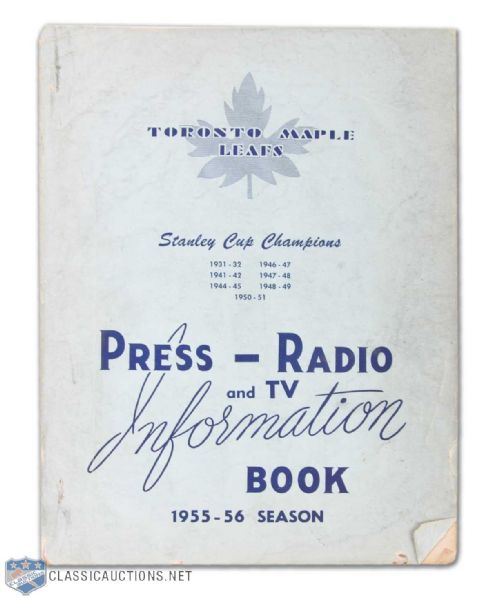 TORONTO MAPLE
LEAFS
Stanley Cup Champions
1931-32 1946-47
1941-42 1947-48
1944-45 1948-49
1950-51
PRESS - RADIO
and TV
Information
BOOK
1955-56 SEASON
CLASSICAUCTIONS.NET